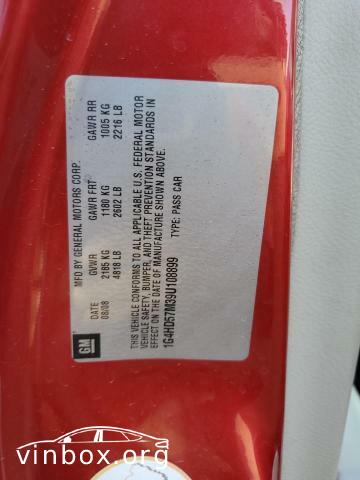 MFD BY GENERAL MOTORS CORP.
DATE GVWR GAWR FRT GAWR RR
08/08 2185 KG 1180 KG 1005 KG
4818 LB 2602 LB 2216 LB
THIS VEHICLE CONFORMS TO ALL APPLICABLE U.S. FEDERAL MOTOR
VEHICLE SAFETY, BUMPER, AND THEFT PREVENTION STANDARDS IN
EFFECT ON THE DATE OF MANUFACTURE SHOWN ABOVE.
1G4HD57M39U108899 TYPE: PASS CAR
GM
vinbox.org